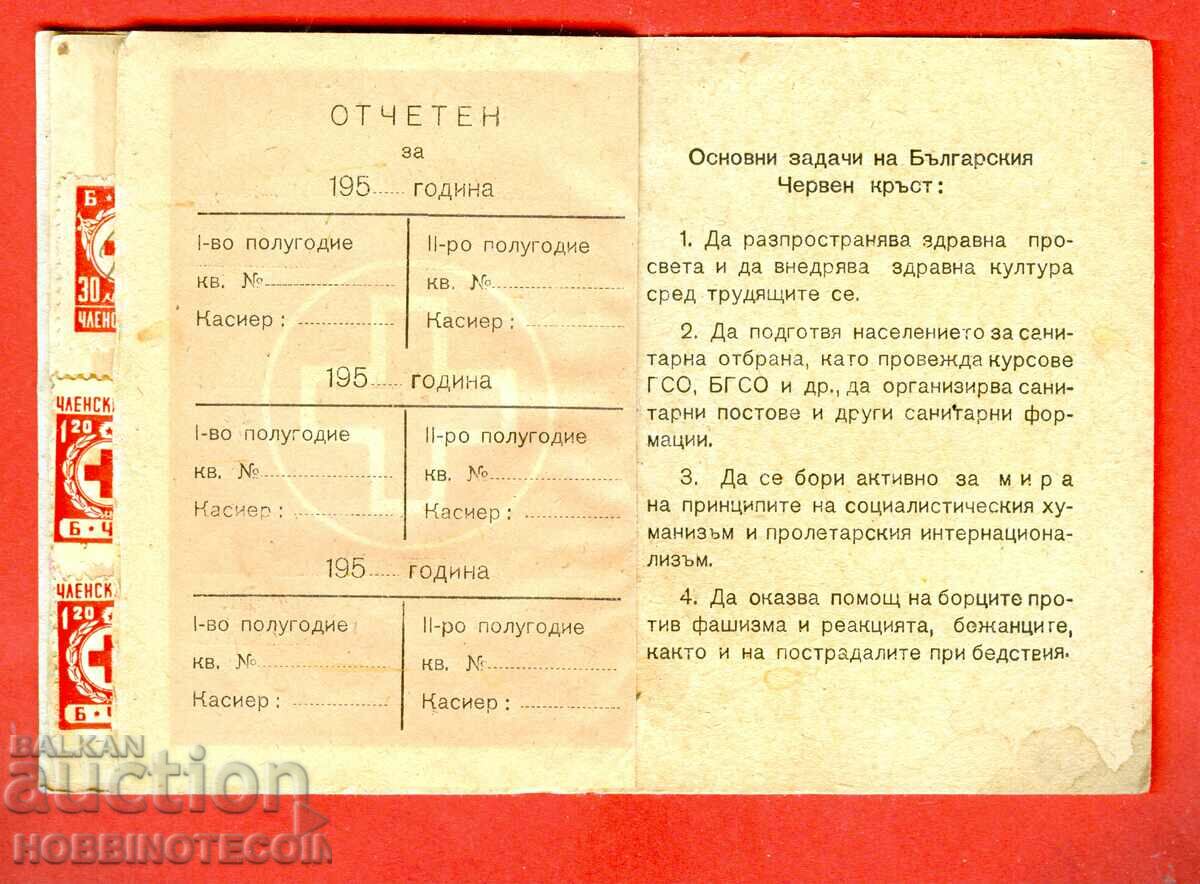 Б
30
ЧЛЕНС
ЧЛЕНСК
1 20
Б · Ч
ЧЛЕНСК
1 20
Б · Ч
ОТЧЕТЕН
за
195...... година
I-во полугодие
кв. №
Касиер :
II-ро полугодие
кв. №
Касиер :
195...... година
I-во полугодие
кв. №
Касиер :
II-ро полугодие
кв. №
Касиер :
195...... година
I-во полугодие
кв. №
Касиер :
II-ро полугодие
кв. №
Касиер :
Основни задачи на Българския
Червен кръст:
1. Да разпространява здравна про-
света и да внедрява здравна култура
сред трудящите се.
2. Да подготвя населението за сани-
тарна отбрана, като провежда курсове
ГСО, БГСО и др., да организирва сани-
тарни постове и други санитарни фор-
мации.
3. Да се бори активно за м и р а
на принципите на социалистическия ху-
манизъм и пролетарския интернациона-
лизъм.
4. Да оказва помощ на борците про-
тив фашизма и реакцията, бежанците,
както и на пострадалите при бедствия.
BALKAN
auction
HOBBINOTECOIN